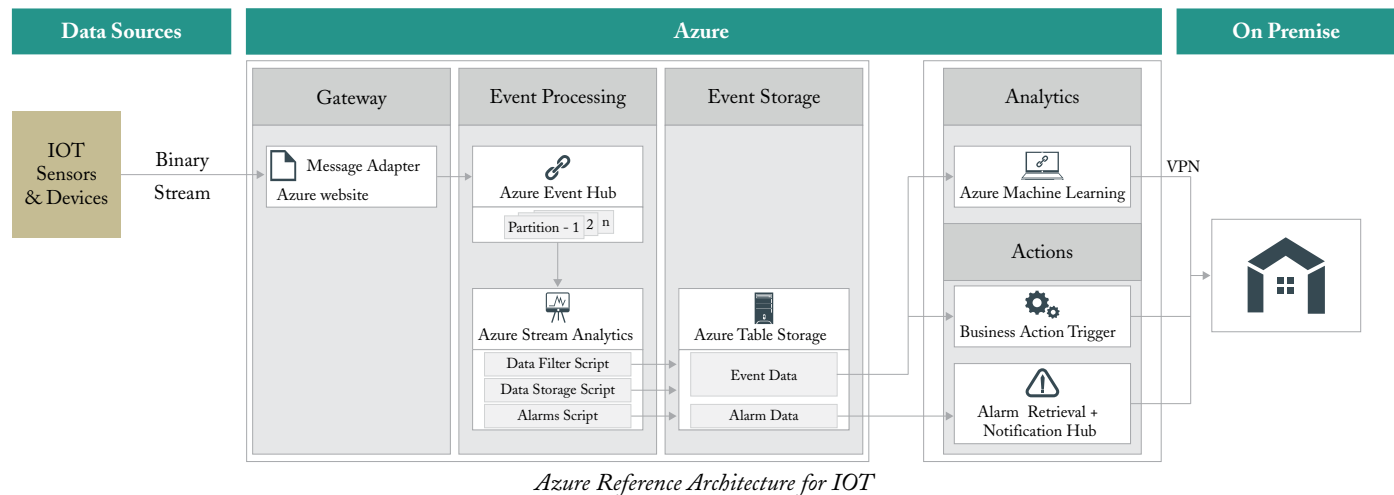 Data Sources
Azure
On Premise
Gateway
Event Processing
Event Storage
Analytics
IOT
Sensors
& Devices
Binary
Stream
Message Adapter
Azure website
Azure Event Hub
Partition - 1
2
n
Azure Stream Analytics
Data Filter Script
Data Storage Script
Alarms Script
Azure Table Storage
Event Data
Alarm Data
Azure Machine Learning
VPN
Actions
Business Action Trigger
Alarm Retrieval +
Notification Hub
Azure Reference Architecture for IOT